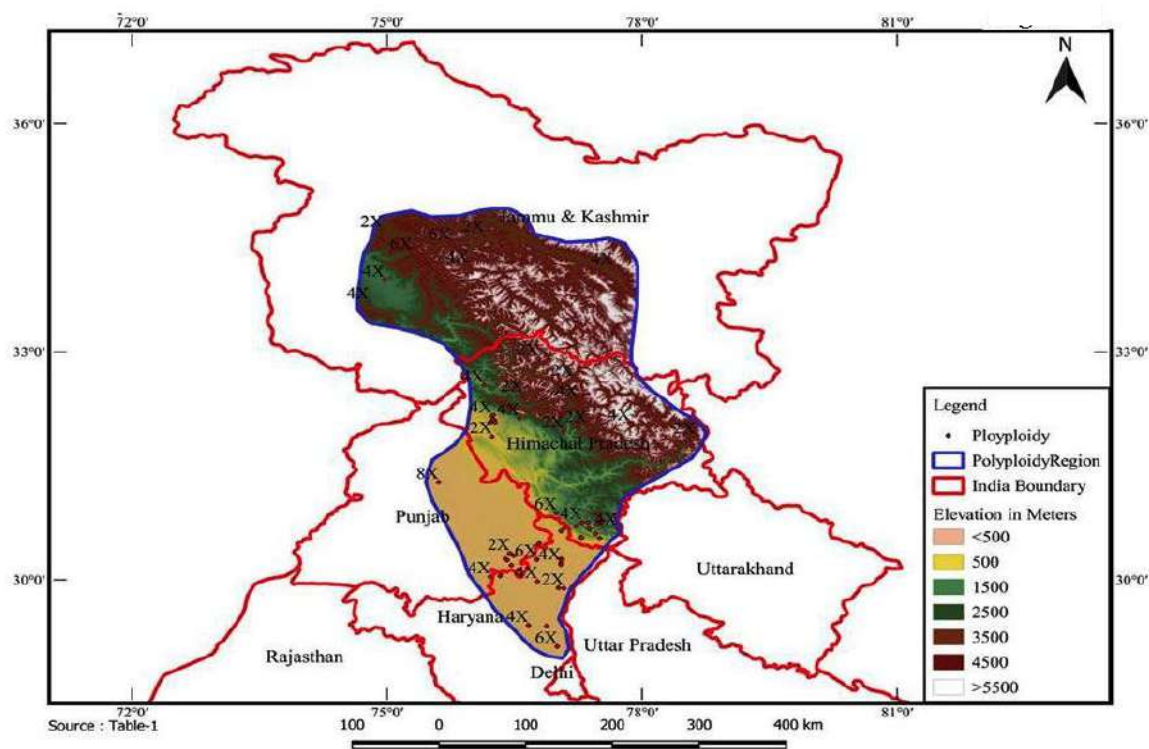 72°0' 75°0' 78°0' 81°0'
N
36°0' 36°0'
2X 6X 6X 2X Jammu & Kashmir
4X 4X 4X
4X
33°0' 33°0'
4X 2X 2X
4X 4X 4X
2X 2X 2X 4X 2X
Himachal Pradesh
8X
6X
Punjab 4X 4X
2X 6X 4X
4X 4X 2X
30°0' 30°0'
Uttarakhand
Haryana 4X
6X Uttar Pradesh
Rajasthan
Delhi
Legend
Ployploidy
PolyploidyRegion
India Boundary
Elevation in Meters
<500
500
1500
2500
3500
4500
>5500
72°0' 75°0' 78°0' 81°0'
Source : Table-1
100 0 100 200 300 400 km